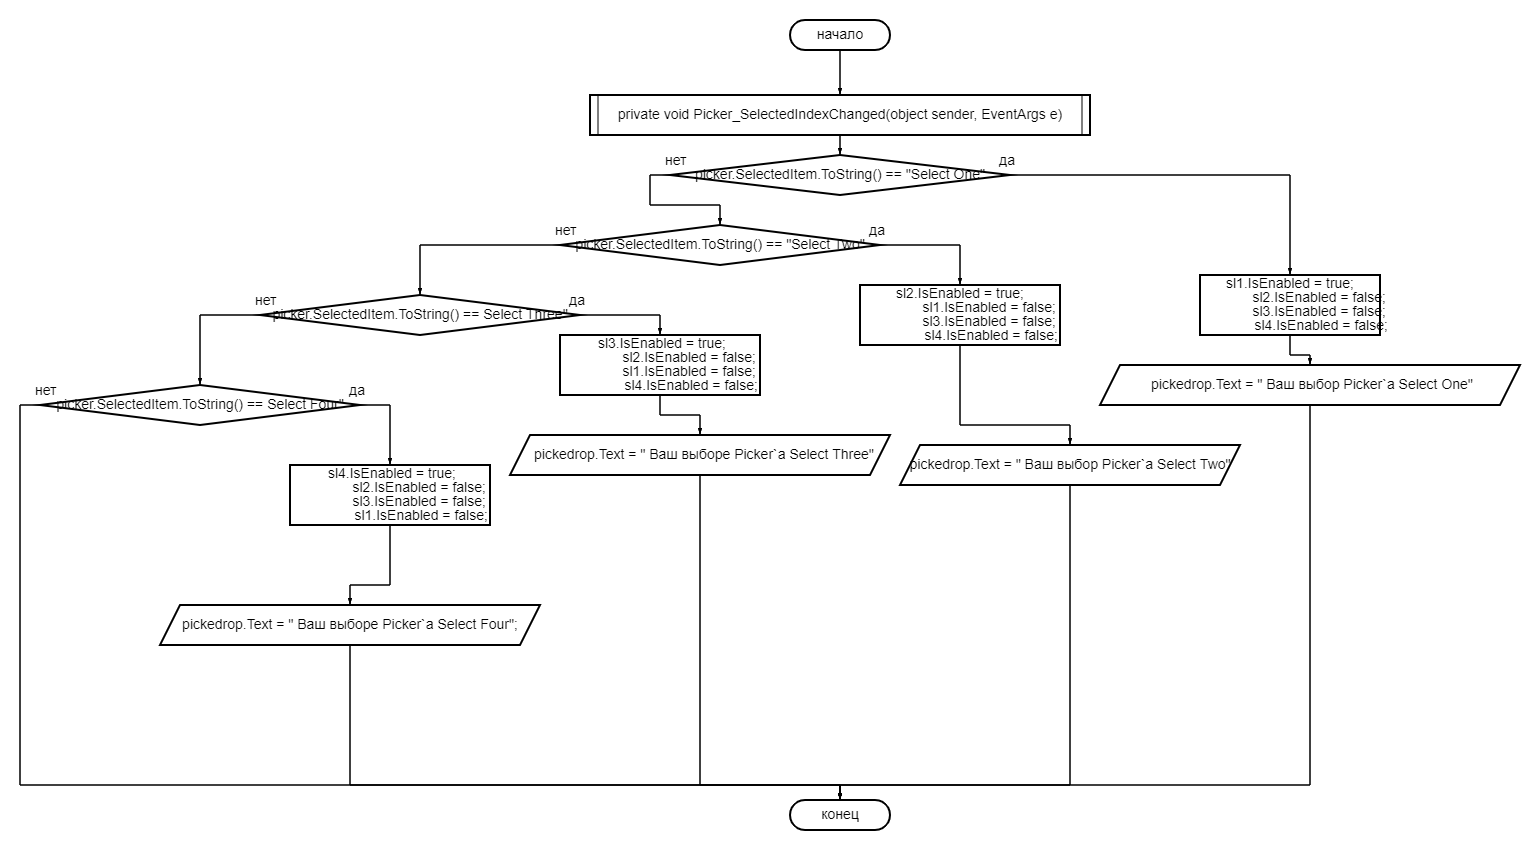 начало
private void Picker_SelectedIndexChanged(object sender, EventArgs e)
нет
да
picker.SelectedItem.ToString() == "Select One"
нет
да
picker.SelectedItem.ToString() == "Select Two"
нет
да
picker.SelectedItem.ToString() == Select Three"
нет
да
picker.SelectedItem.ToString() == Select Four"
sl1.IsEnabled = true;
sl2.IsEnabled = false;
sl3.IsEnabled = false;
sl4.IsEnabled = false;
sl2.IsEnabled = true;
sl1.IsEnabled = false;
sl3.IsEnabled = false;
sl4.IsEnabled = false;
sl3.IsEnabled = true;
sl2.IsEnabled = false;
sl1.IsEnabled = false;
sl4.IsEnabled = false;
pickedrop.Text = " Ваш выбор Picker`а Select One"
pickedrop.Text = " Ваш выборе Picker`а Select Three"
pickedrop.Text = " Ваш выбор Picker`а Select Two"
sl4.IsEnabled = true;
sl2.IsEnabled = false;
sl3.IsEnabled = false;
sl1.IsEnabled = false;
pickedrop.Text = " Ваш выборе Picker`а Select Four";
конец